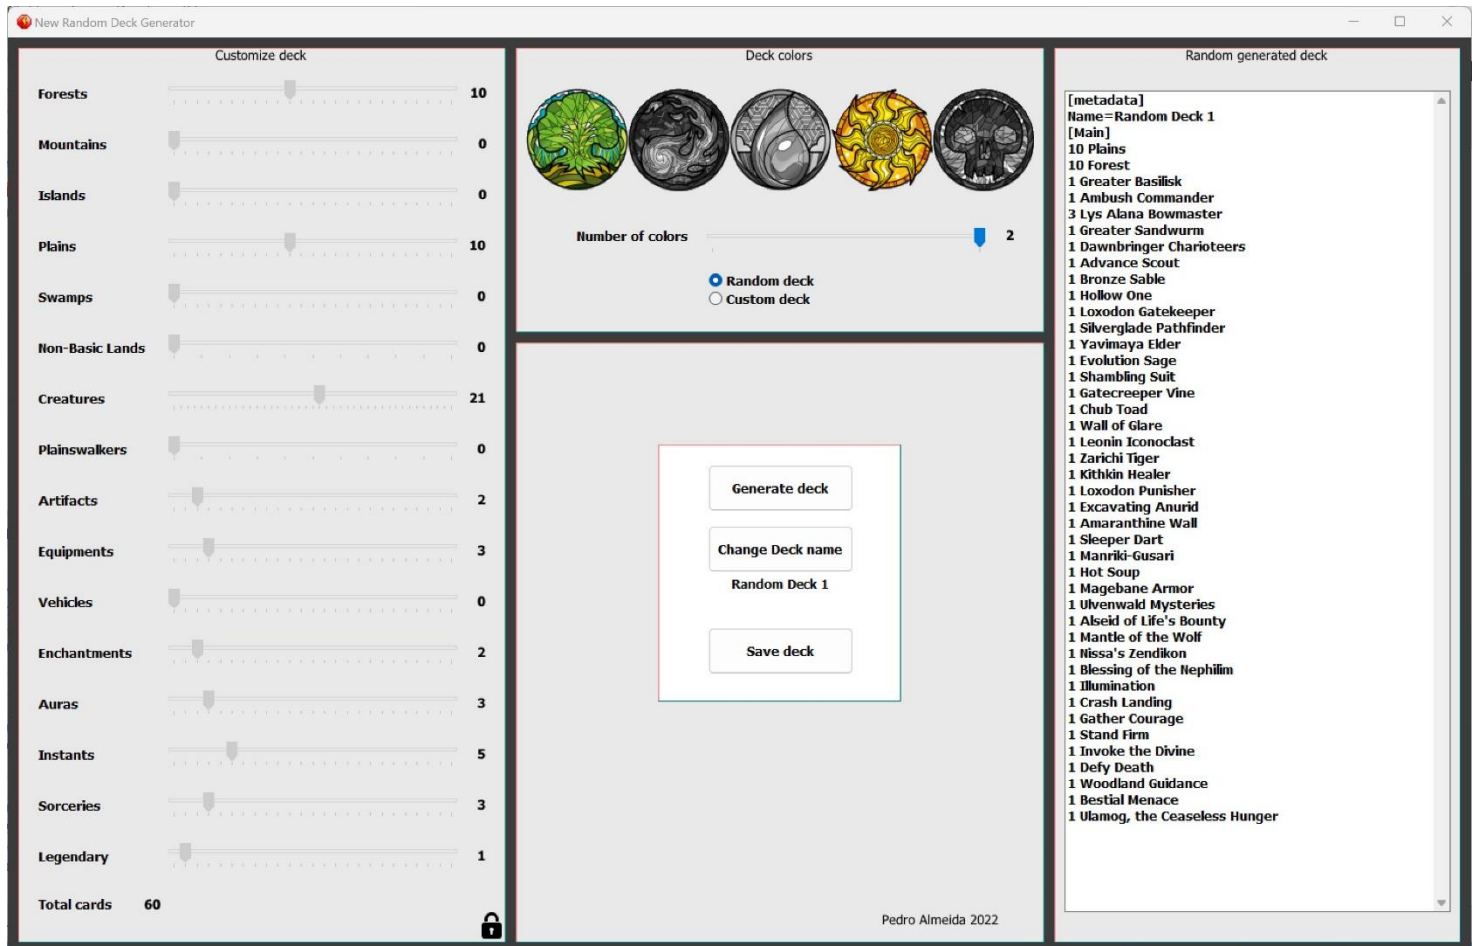 New Random Deck Generator
Customize deck
Forests 10
Mountains 0
Islands 0
Plains 10
Swamps 0
Non-Basic Lands 0
Creatures 21
Plainswalkers 0
Artifacts 2
Equipments 3
Vehicles 0
Enchantments 2
Auras 3
Instants 5
Sorceries 3
Legendary 1
Total cards 60
Deck colors
Number of colors 2
Random deck
Custom deck
Generate deck
Change Deck name
Random Deck 1
Save deck
Pedro Almeida 2022
Random generated deck
[metadata]
Name=Random Deck 1
[Main]
10 Plains
10 Forest
1 Greater Basilisk
1 Ambush Commander
3 Lys Alana Bowmaster
1 Greater Sandwurm
1 Dawnbringer Charioteers
1 Advance Scout
1 Bronze Sable
1 Hollow One
1 Loxodon Gatekeeper
1 Silverglade Pathfinder
1 Yavimaya Elder
1 Evolution Sage
1 Shambling Suit
1 Gatecreeper Vine
1 Chub Toad
1 Wall of Glare
1 Leonin Iconoclast
1 Zarichi Tiger
1 Kithkin Healer
1 Loxodon Punisher
1 Excavating Anurid
1 Amaranthine Wall
1 Sleeper Dart
1 Manriki-Gusari
1 Hot Soup
1 Magebane Armor
1 Ulvenwald Mysteries
1 Alseid of Life's Bounty
1 Mantle of the Wolf
1 Nissa's Zendikon
1 Blessing of the Nephilim
1 Illumination
1 Crash Landing
1 Gather Courage
1 Stand Firm
1 Invoke the Divine
1 Defy Death
1 Woodland Guidance
1 Bestial Menace
1 Ulamog, the Ceaseless Hunger